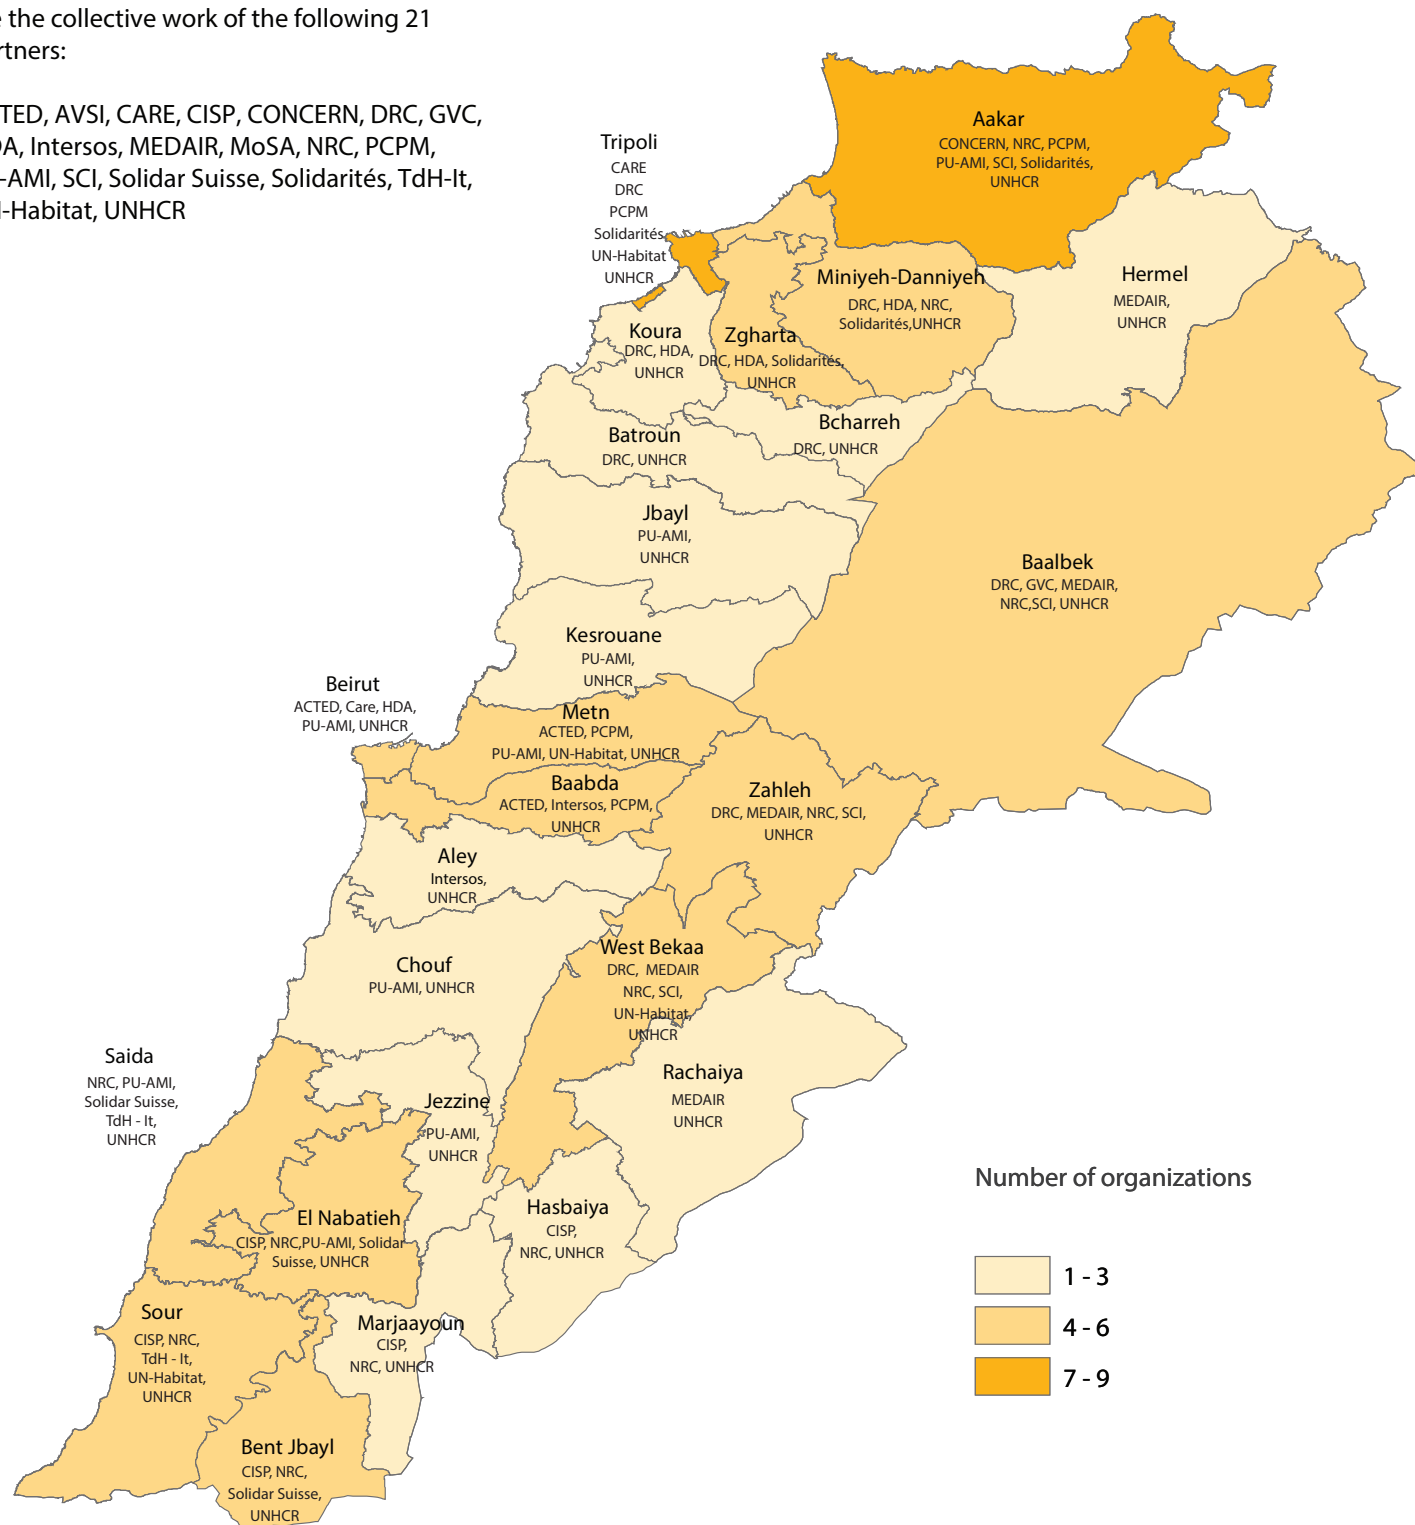 the collective work of the following 21
AVSI, CARE, CISP, CONCERN, DRC, GVC,
Intersos, MEDAIR, MoSA, NRC, PCPM,
SCI, Solidar Suisse, Solidarités, TdH-It,
UNHCR
Aakar
CONCERN, NRC, PCPM,
PU-AMI, SCI, Solidarités,
UNHCR
Tripoli
CARE
DRC
PCPM
Solidarités
UN-Habitat
UNHCR
Miniyeh-Danniyeh
DRC, HDA, NRC,
Solidarités,UNHCR
Hermel
MEDAIR,
UNHCR
Koura
DRC, HDA,
UNHCR
Zgharta
DRC, HDA, Solidarités,
UNHCR
Bcharreh
DRC, UNHCR
Batroun
DRC, UNHCR
Jbayl
PU-AMI,
UNHCR
Baalbek
DRC, GVC, MEDAIR,
NRC,SCI, UNHCR
Kesrouane
PU-AMI,
UNHCR
Beirut
ACTED, Care, HDA,
PU-AMI, UNHCR
Metn
ACTED, PCPM,
PU-AMI, UN-Habitat, UNHCR
Baabda
ACTED, Intersos, PCPM,
UNHCR
Zahleh
DRC, MEDAIR, NRC, SCI,
UNHCR
Aley
Intersos,
UNHCR
Chouf
PU-AMI, UNHCR
West Bekaa
DRC, MEDAIR
NRC, SCI,
UN-Habitat
UNHCR
Saida
NRC, PU-AMI,
Solidar Suisse,
TdH - It,
UNHCR
Rachaiya
MEDAIR
UNHCR
Jezzine
PU-AMI,
UNHCR
Hasbaiya
CISP,
NRC, UNHCR
El Nabatieh
CISP, NRC,PU-AMI, Solidar
Suisse, UNHCR
Sour
CISP, NRC,
TdH - It,
UN-Habitat,
UNHCR
Marjaayoun
CISP,
NRC, UNHCR
Bent Jbayl
CISP, NRC,
Solidar Suisse,
UNHCR
Number of organizations
1 - 3
4 - 6
7 - 9